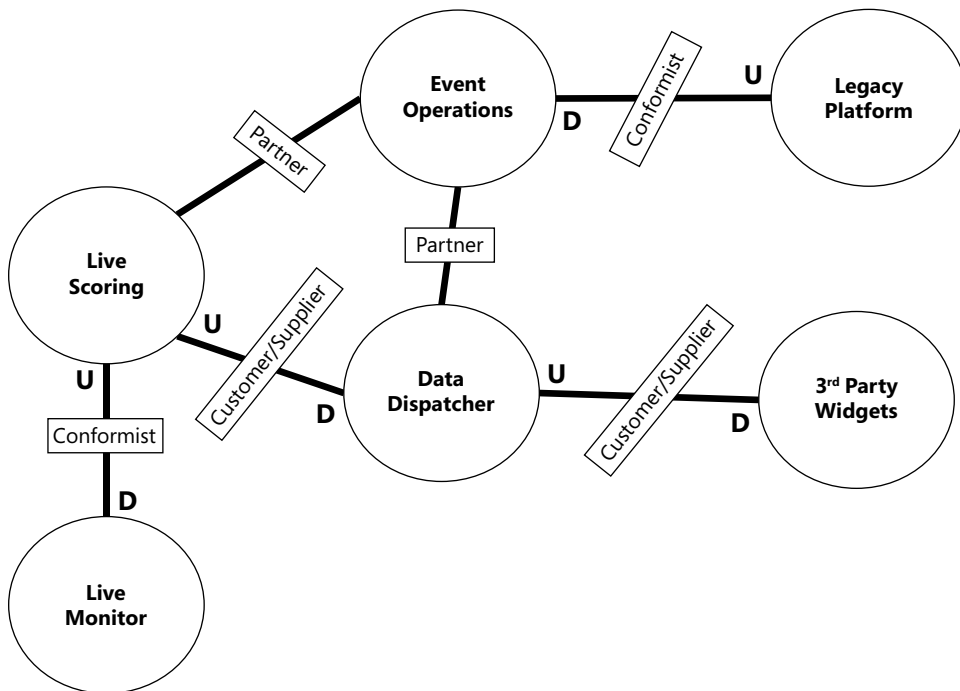 Event
Operations
D
Conformist
U
Legacy
Platform
Partner
Partner
Live
Scoring
U
Customer/Supplier
D
Data
Dispatcher
U
Customer/Supplier
D
3rd Party
Widgets
U
Conformist
D
Live
Monitor